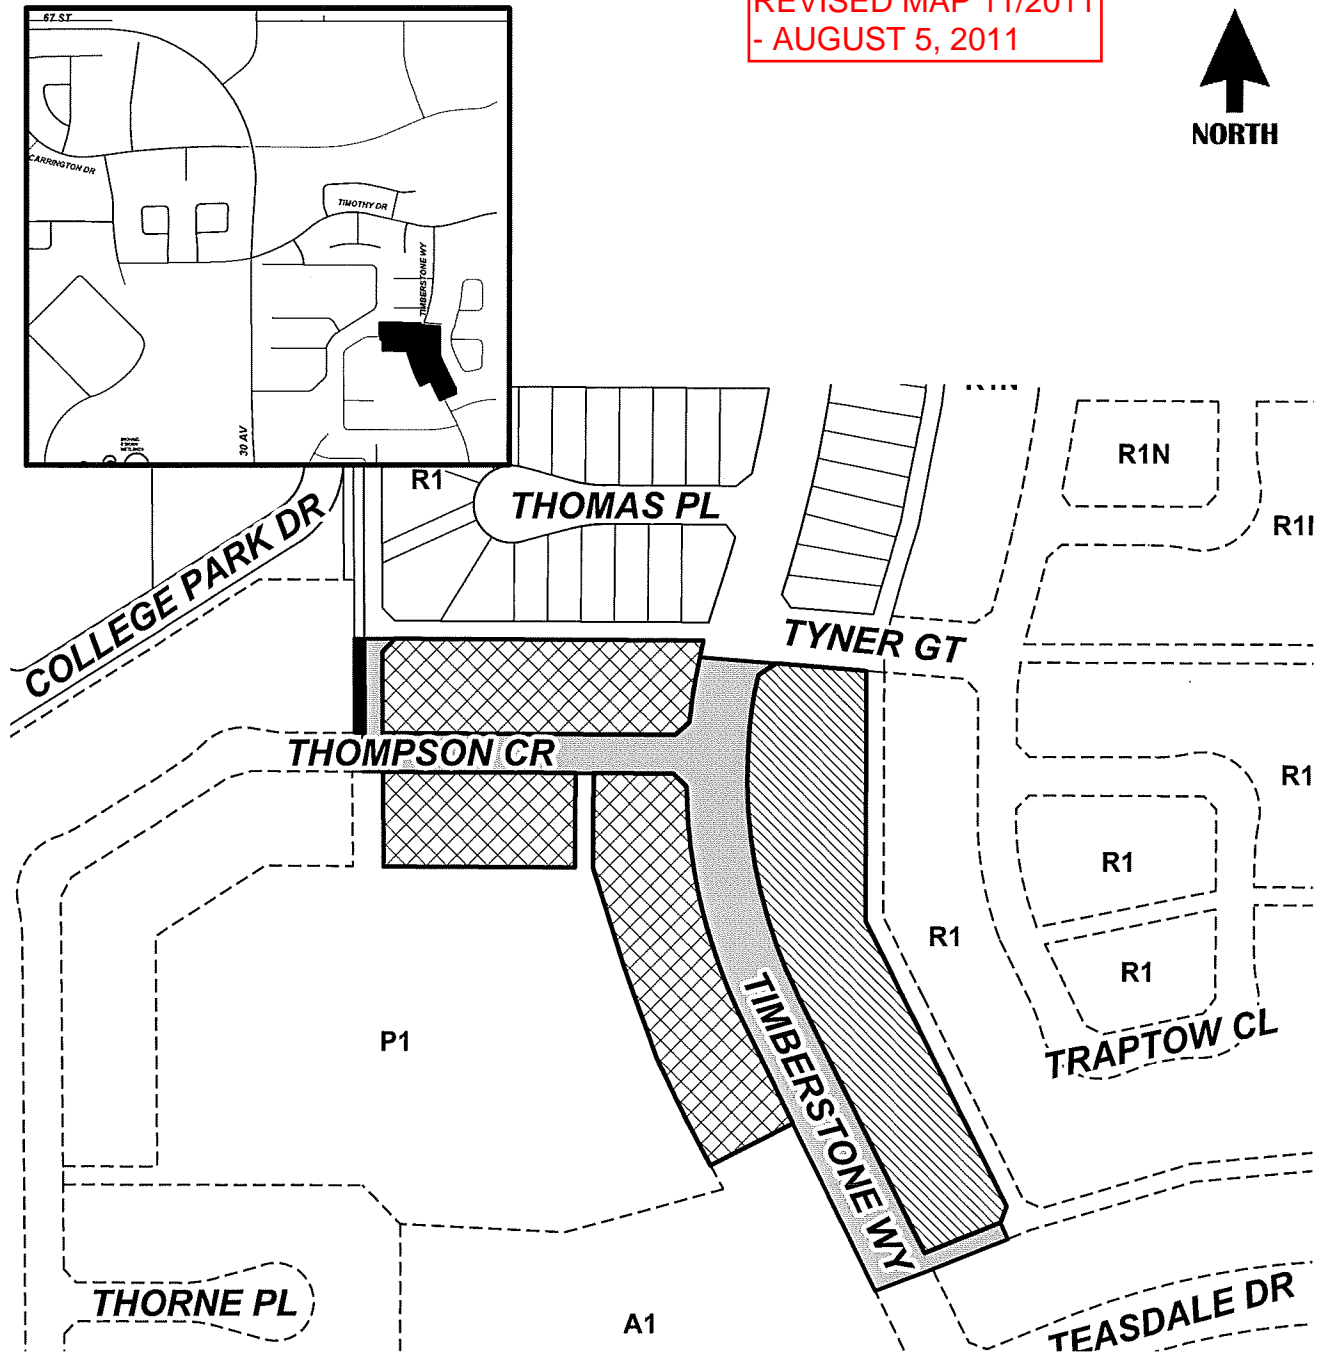 REVISED MAP 11/2011
- AUGUST 5, 2011
NORTH
67 ST
CARRINGTON DR
TIMOTHY DR
TIMBERSTONE WY
30 AV
R1N
R1
THOMAS PL
COLLEGE PARK DR
TYNER GT
THOMPSON CR
R1
R1
R1
R1
P1
TRAPTOW CL
TIMBERSTONE WY
THORNE PL
A1
TEASDALE DR